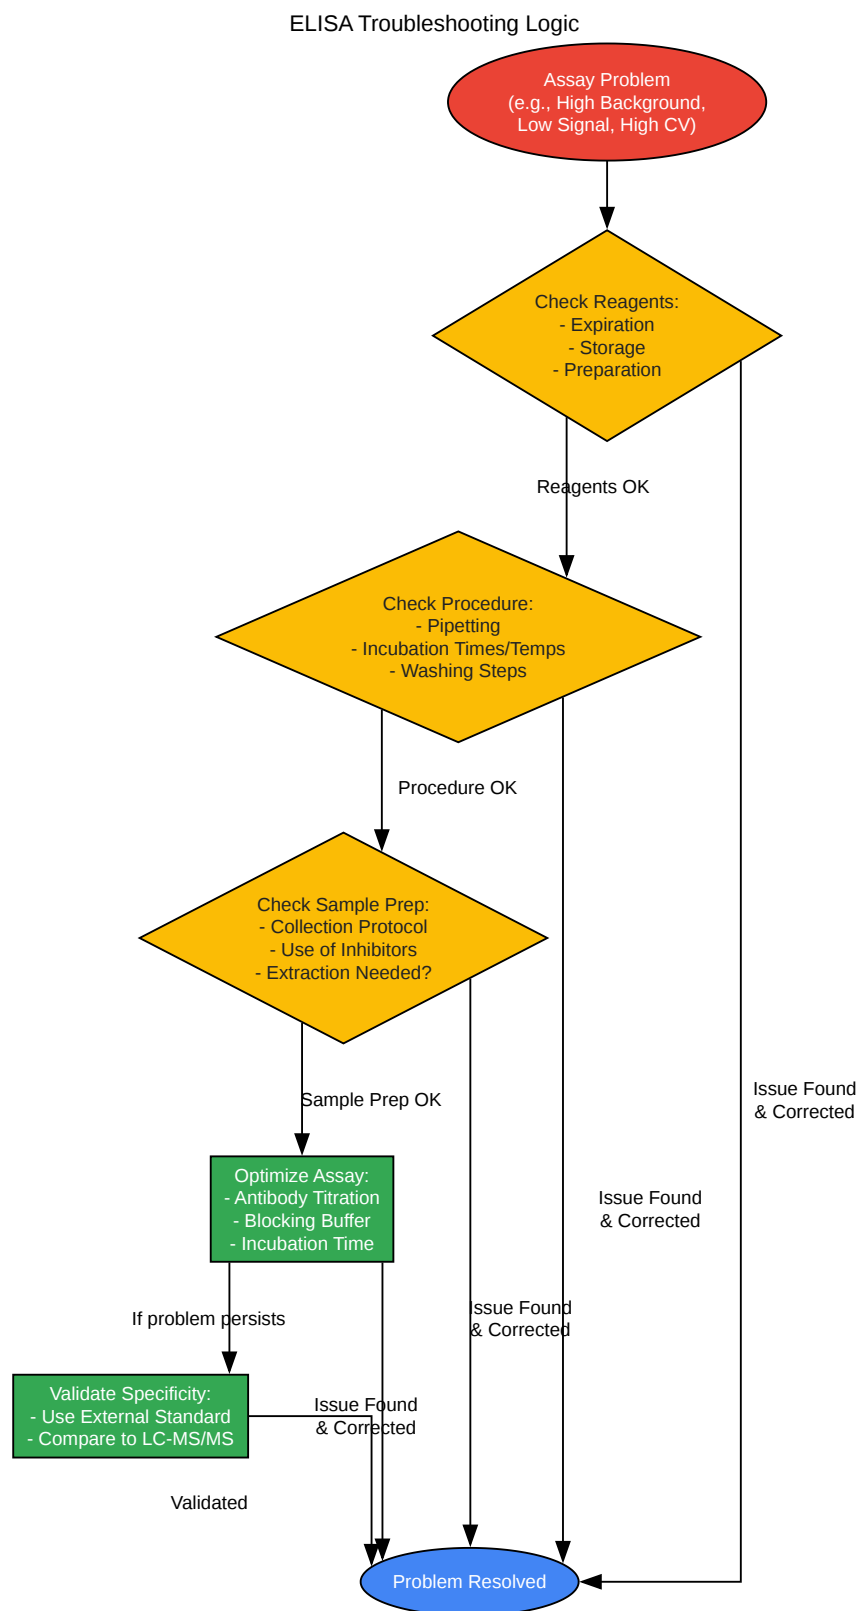 ELISA Troubleshooting Logic
Assay Problem
(e.g., High Background,
Low Signal, High CV)
Check Reagents:
- Expiration
- Storage
- Preparation
Reagents OK
Check Procedure:
- Pipetting
- Incubation Times/Temps
- Washing Steps
Procedure OK
Check Sample Prep:
- Collection Protocol
- Use of Inhibitors
- Extraction Needed?
Sample Prep OK
Issue Found
& Corrected
Optimize Assay:
- Antibody Titration
- Blocking Buffer
- Incubation Time
Issue Found
& Corrected
If problem persists
Issue Found
& Corrected
Validate Specificity:
- Use External Standard
- Compare to LC-MS/MS
Issue Found
& Corrected
Validated
Problem Resolved